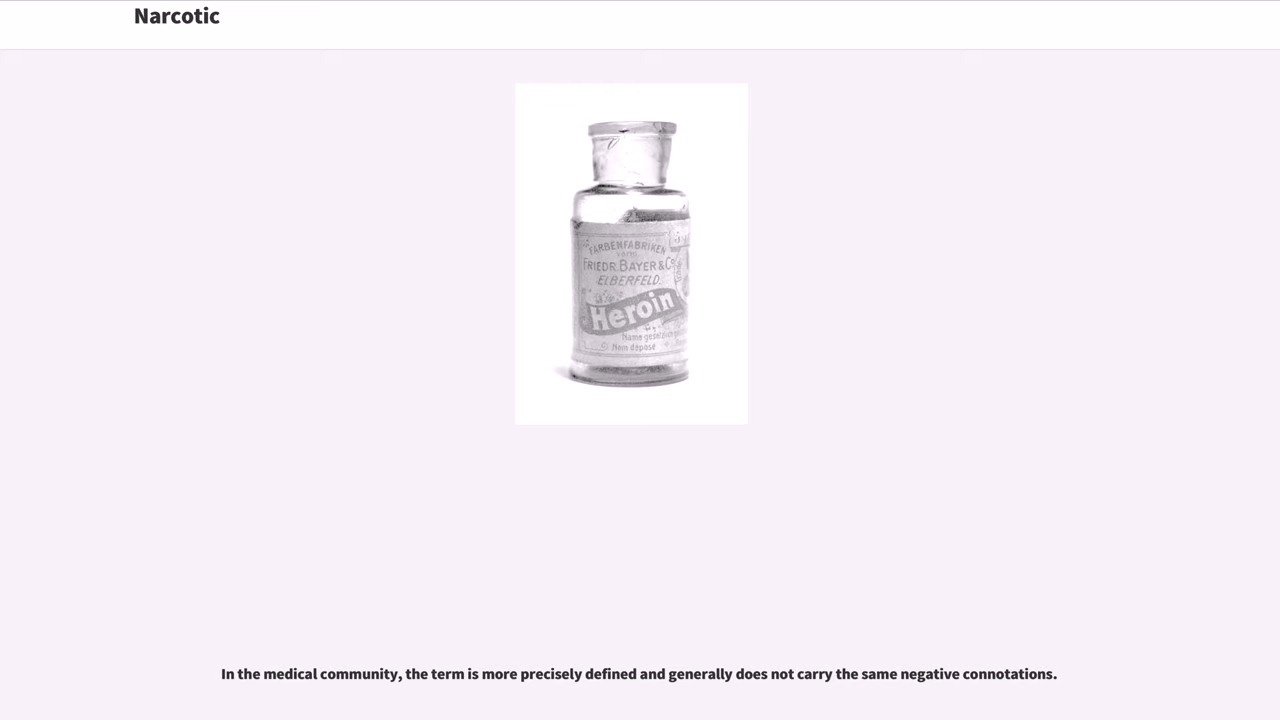 Narcotic
FARBENFABRIKEN
FRIEDR. BAYER & Co
ELBERFELD.
Heroin
Name
Nom déposé
In the medical community, the term is more precisely defined and generally does not carry the same negative connotations.